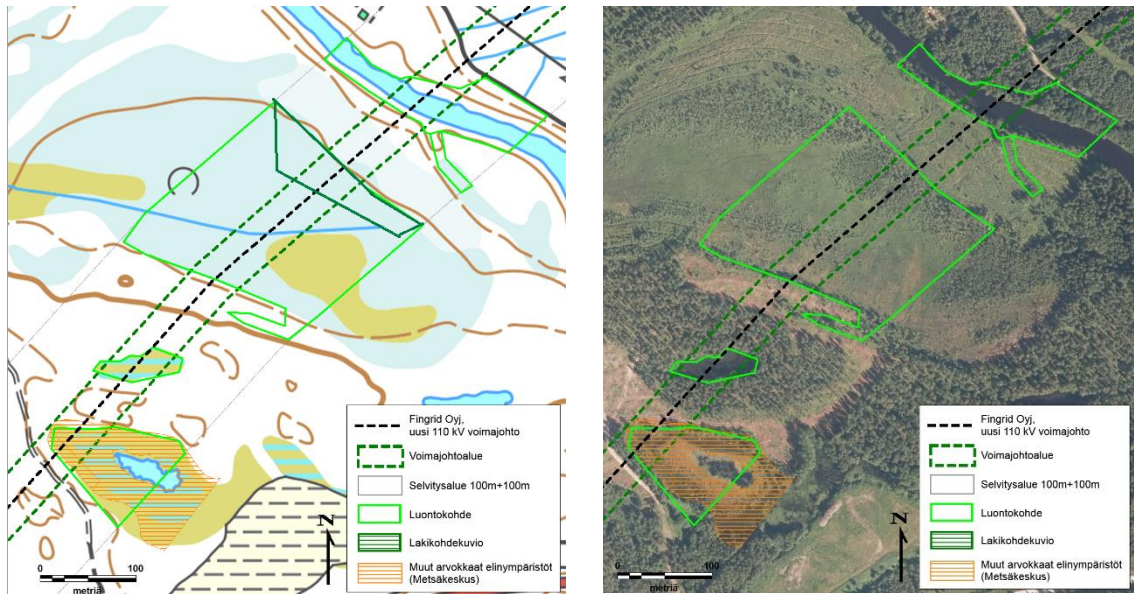 Fingrid Oyj,
uusi 110 kV voimajohto
Voimajohtoalue
Selvitysalue 100m+100m
Luontokohde
Lakikohdekuvio
Muut arvokkaat elinympäristöt
(Metsäkeskus)
0 100
metriä
N
Fingrid Oyj,
uusi 110 kV voimajohto
Voimajohtoalue
Selvitysalue 100m+100m
Luontokohde
Lakikohdekuvio
Muut arvokkaat elinympäristöt
(Metsäkeskus)
0 100
metriä
N